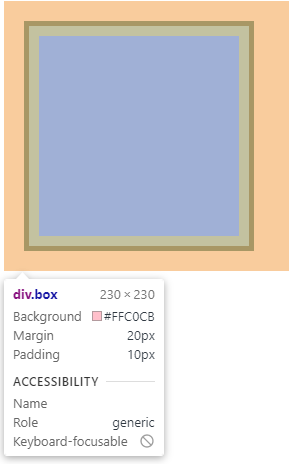 div.box 230 × 230
Background #FFC0CB
Margin 20px
Padding 10px
ACCESSIBILITY
Name
Role generic
Keyboard-focusable